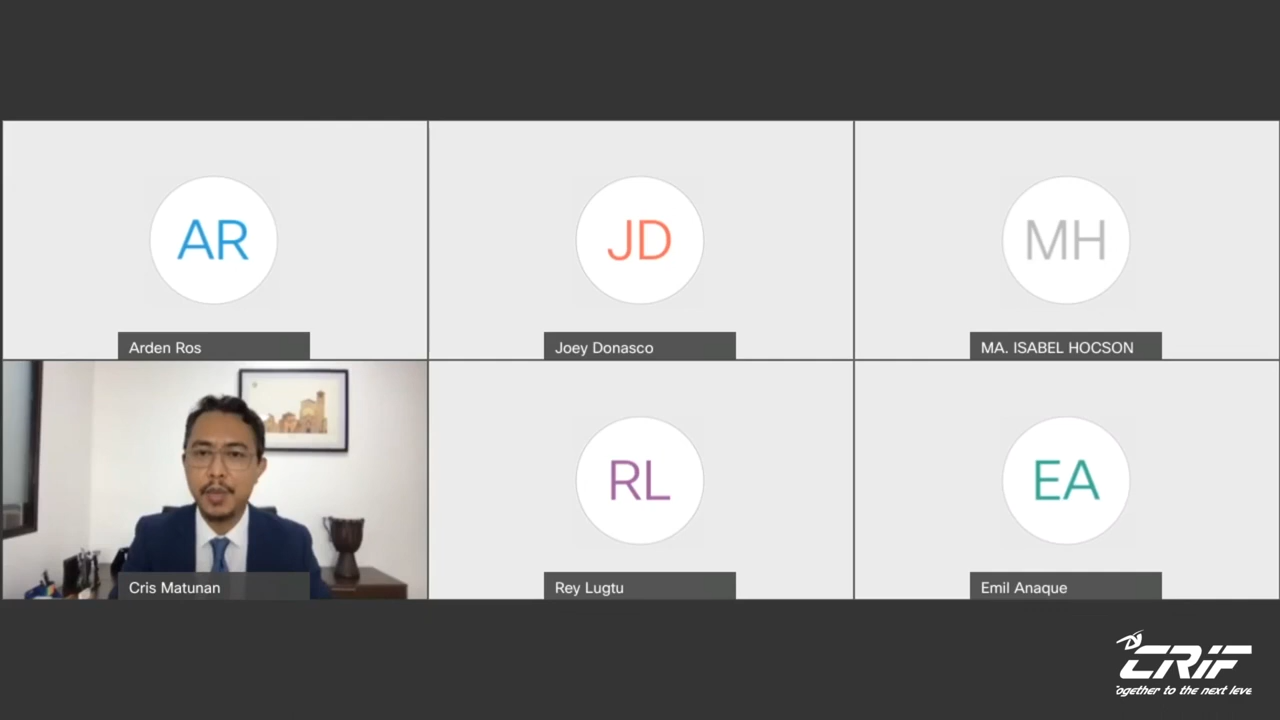 AR
JD
MH
Arden Ros
Joey Donasco
MA. ISABEL HOCSON
RL
EA
Cris Matunan
Rey Lugtu
Emil Anaque
CRIF
Together to the next leve